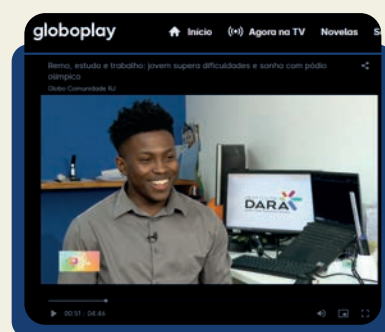 globoplay
Início
Agora na TV
Novelas
Remo, estudo e trabalho: jovem supera dificuldades e sonha com pódio
olímpico
Globo Comunidade RJ
DARA
00:51 / 04:46